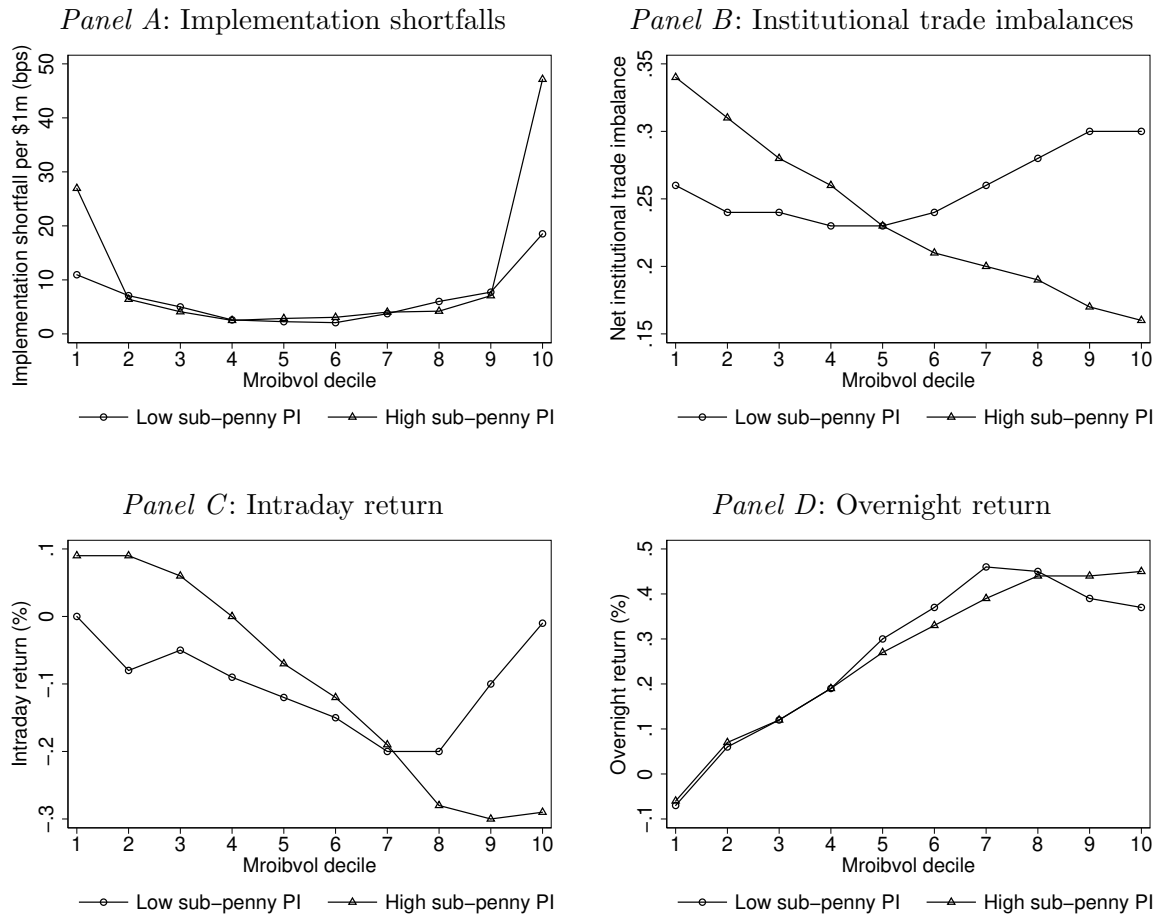 Panel A: Implementation shortfalls
Implementation shortfall per $1m (bps)
50
40
30
20
10
0
1 2 3 4 5 6 7 8 9 10
Mroibvol decile
Low sub-penny PI High sub-penny PI
Panel B: Institutional trade imbalances
Net institutional trade imbalance
.35
.3
.25
.2
.15
1 2 3 4 5 6 7 8 9 10
Mroibvol decile
Low sub-penny PI High sub-penny PI
Panel C: Intraday return
Intraday return (%)
.1
0
-.1
-.2
-.3
1 2 3 4 5 6 7 8 9 10
Mroibvol decile
Low sub-penny PI High sub-penny PI
Panel D: Overnight return
Overnight return (%)
.5
.4
.3
.2
.1
0
-.1
1 2 3 4 5 6 7 8 9 10
Mroibvol decile
Low sub-penny PI High sub-penny PI